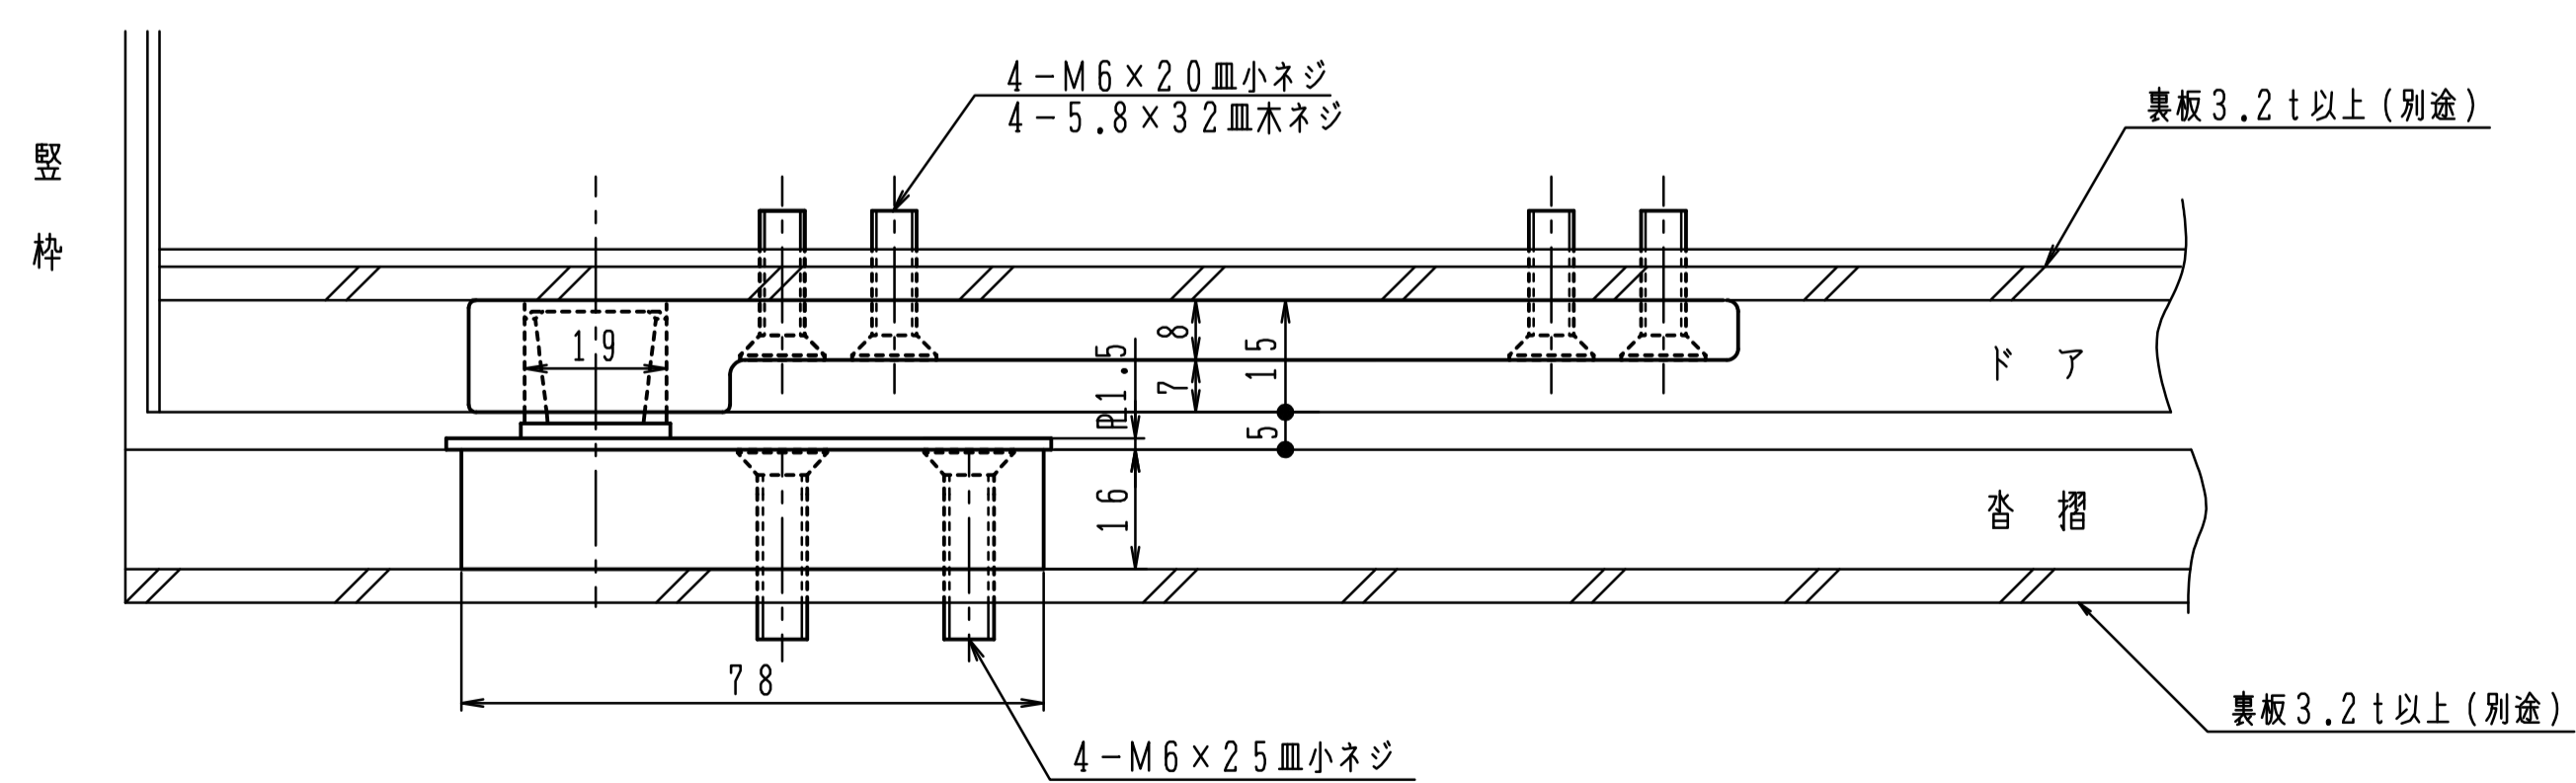 4-M6×20皿小ネジ
4-5.8×32皿木ネジ
裏板3.2t以上(別途)
竪枠
19
8
7
15
PL1.5
5
16
ドア
沓摺
78
4-M6×25皿小ネジ
裏板3.2t以上(別途)